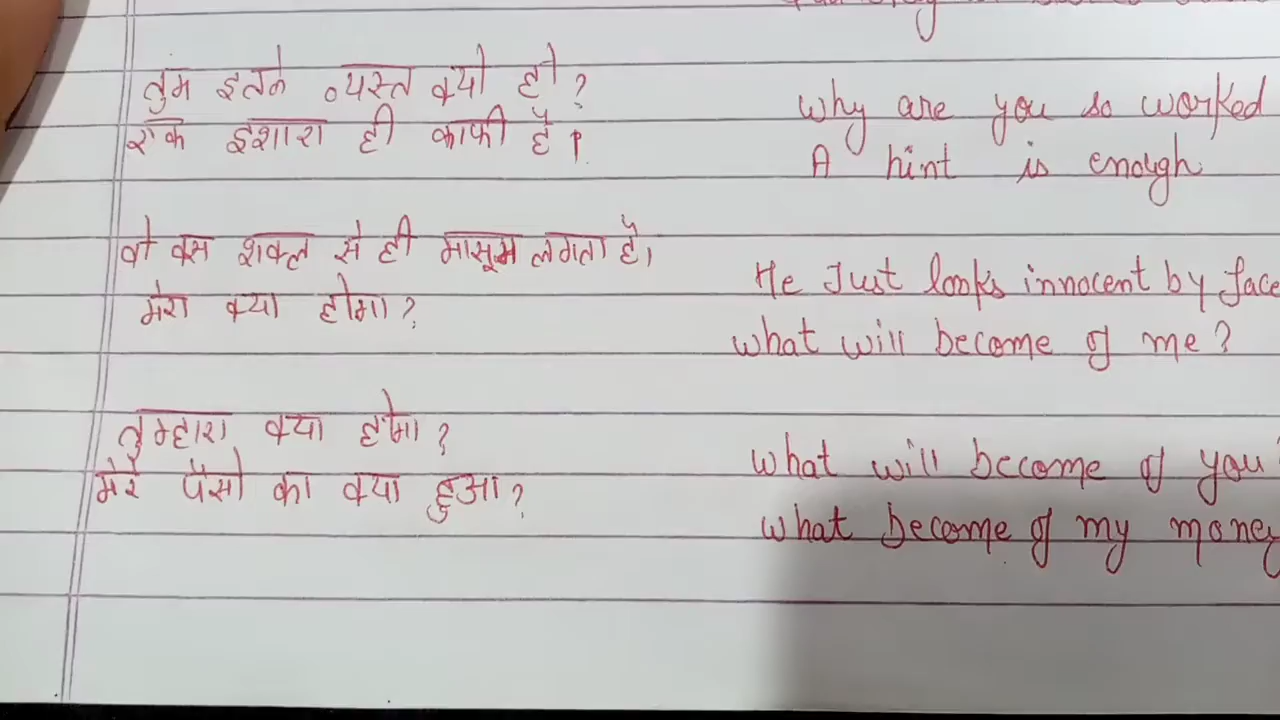 तुम इतने व्यस्त क्यो हो? Why are you so worked
एक इशारा ही काफी है। A hint is enough
वो बस शक्ल से ही मासूम लगता है। He Just looks innocent by face
मेरा क्या होगा? what will become of me?
तुम्हारा क्या होगा? what will become of you?
मेरे पैसो का क्या हुआ? what become of my money